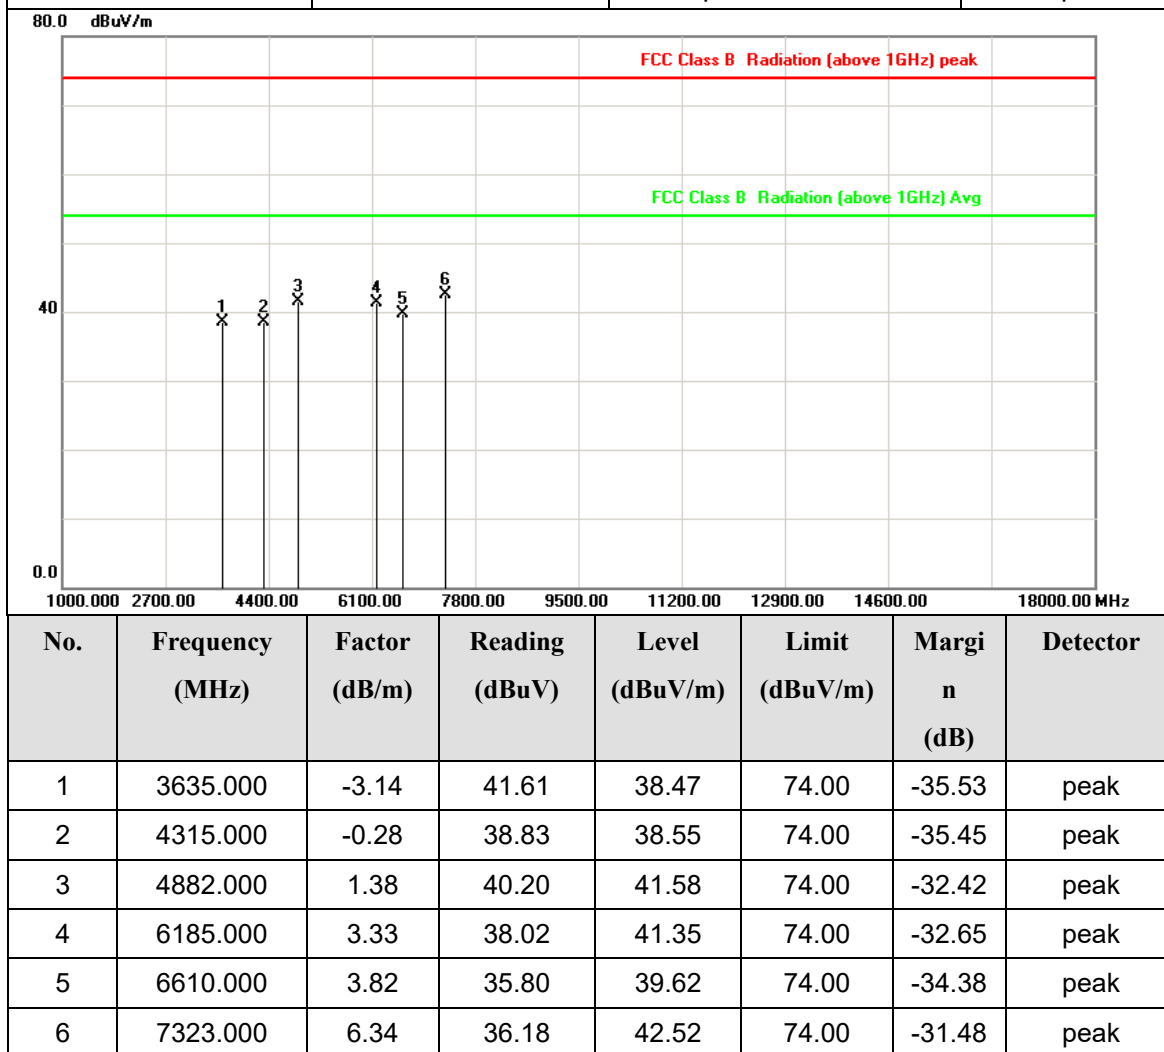 80.0 dBuV/m
FCC Class B Radiation (above 1GHz) peak
FCC Class B Radiation (above 1GHz) Avg
1 2 3 4 5 6
40
0.0
1000.000 2700.00 4400.00 6100.00 7800.00 9500.00 11200.00 12900.00 14600.00 18000.00 MHz
No. Frequency Factor Reading Level Limit Margi Detector
(MHz) (dB/m) (dBuV) (dBuV/m) (dBuV/m) n
(dB)
1 3635.000 -3.14 41.61 38.47 74.00 -35.53 peak
2 4315.000 -0.28 38.83 38.55 74.00 -35.45 peak
3 4882.000 1.38 40.20 41.58 74.00 -32.42 peak
4 6185.000 3.33 38.02 41.35 74.00 -32.65 peak
5 6610.000 3.82 35.80 39.62 74.00 -34.38 peak
6 7323.000 6.34 36.18 42.52 74.00 -31.48 peak